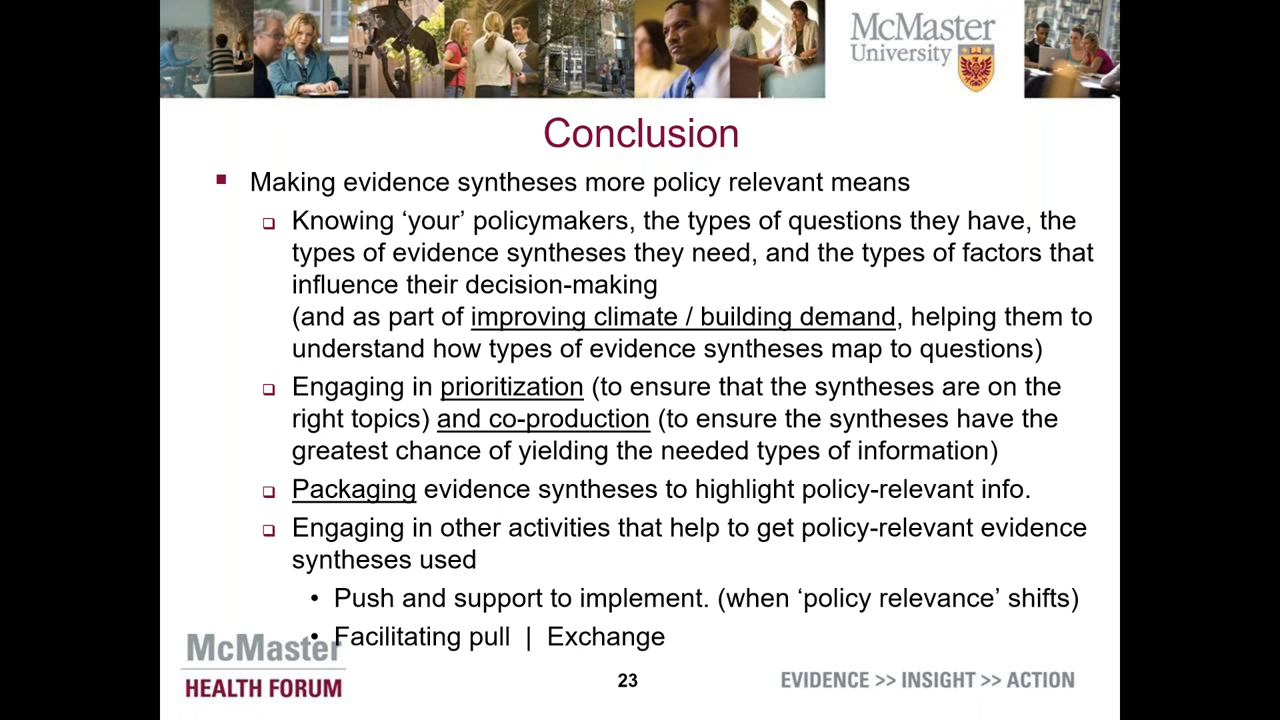 McMaster
University
Conclusion
▪ Making evidence syntheses more policy relevant means
❑ Knowing ‘your’ policymakers, the types of questions they have, the
types of evidence syntheses they need, and the types of factors that
influence their decision-making
(and as part of improving climate / building demand, helping them to
understand how types of evidence syntheses map to questions)
❑ Engaging in prioritization (to ensure that the syntheses are on the
right topics) and co-production (to ensure the syntheses have the
greatest chance of yielding the needed types of information)
❑ Packaging evidence syntheses to highlight policy-relevant info.
❑ Engaging in other activities that help to get policy-relevant evidence
syntheses used
• Push and support to implement. (when ‘policy relevance’ shifts)
• Facilitating pull | Exchange
McMaster
HEALTH FORUM
23
EVIDENCE >> INSIGHT >> ACTION